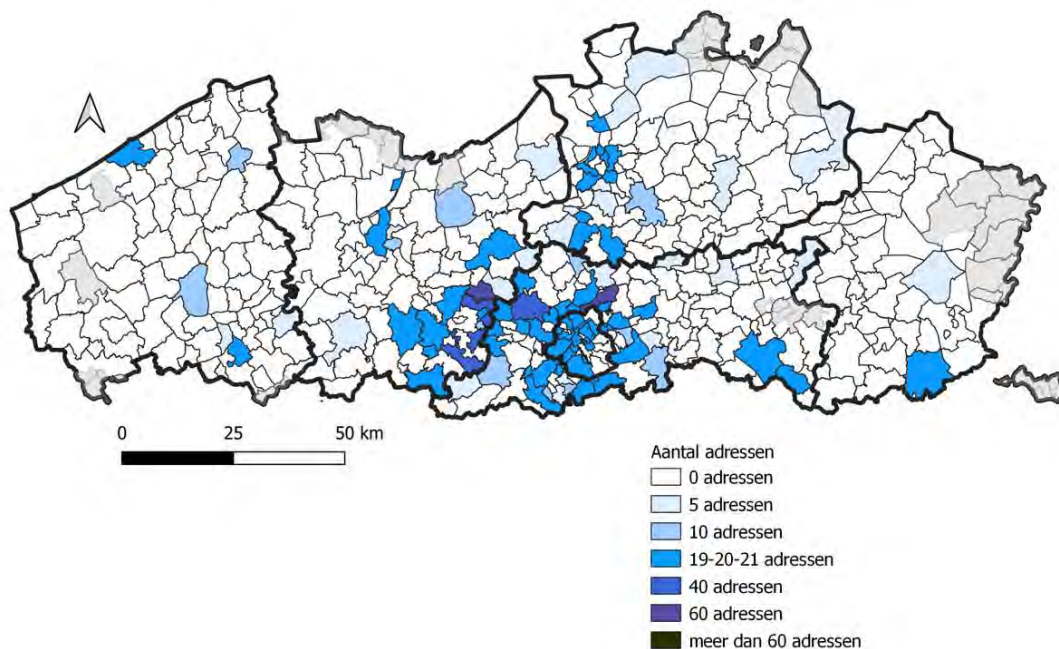 0 25 50 km
Aantal adressen
0 adressen
5 adressen
10 adressen
19-20-21 adressen
40 adressen
60 adressen
meer dan 60 adressen